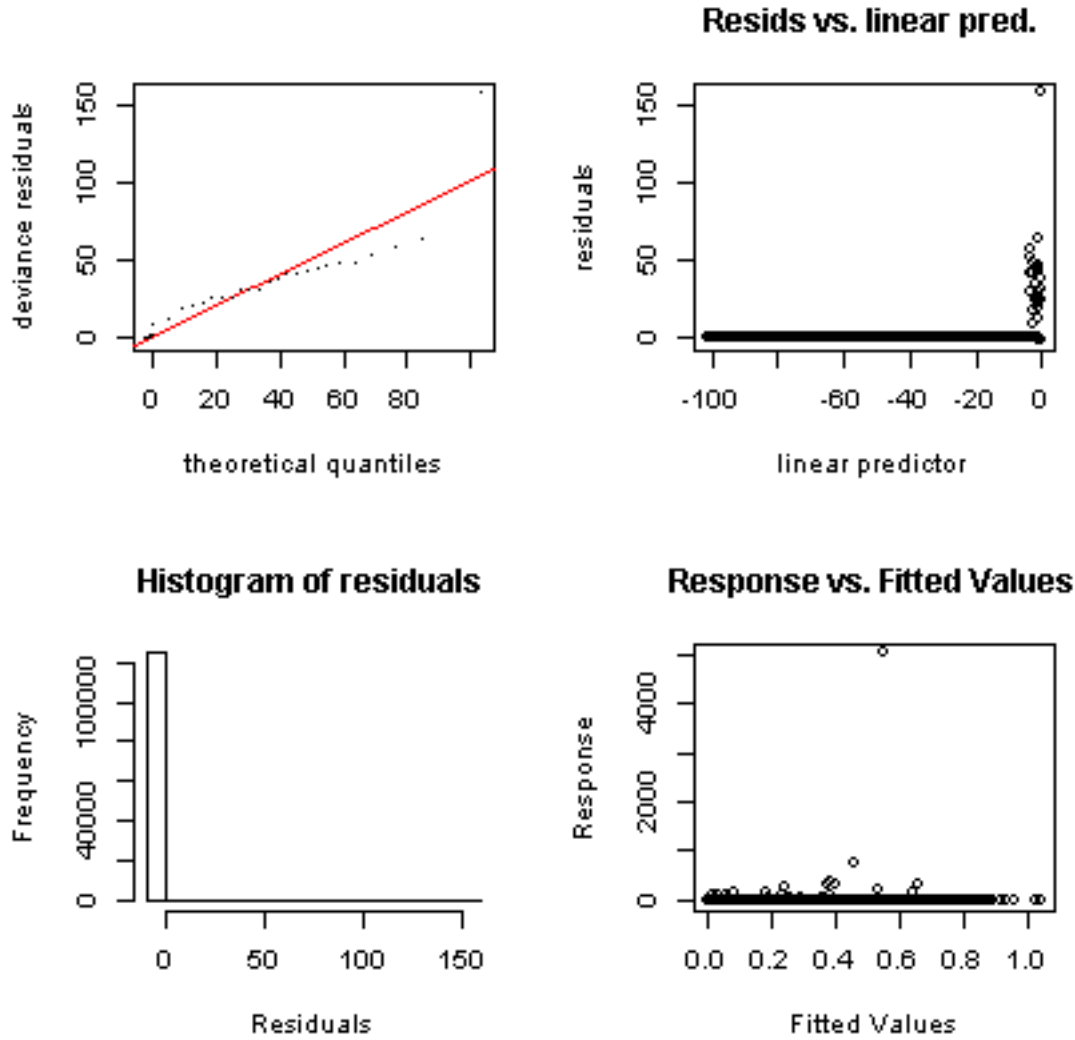 Resids vs. linear pred.
deviance residuals
0 50 100 150
0 20 40 60 80
theoretical quantiles
residuals
0 50 100 150
-100 -60 -40 -20 0
linear predictor
Histogram of residuals
Frequency
0 40000 100000
0 50 100 150
Residuals
Response vs. Fitted Values
Response
0 2000 4000
0.0 0.2 0.4 0.6 0.8 1.0
Fitted Values